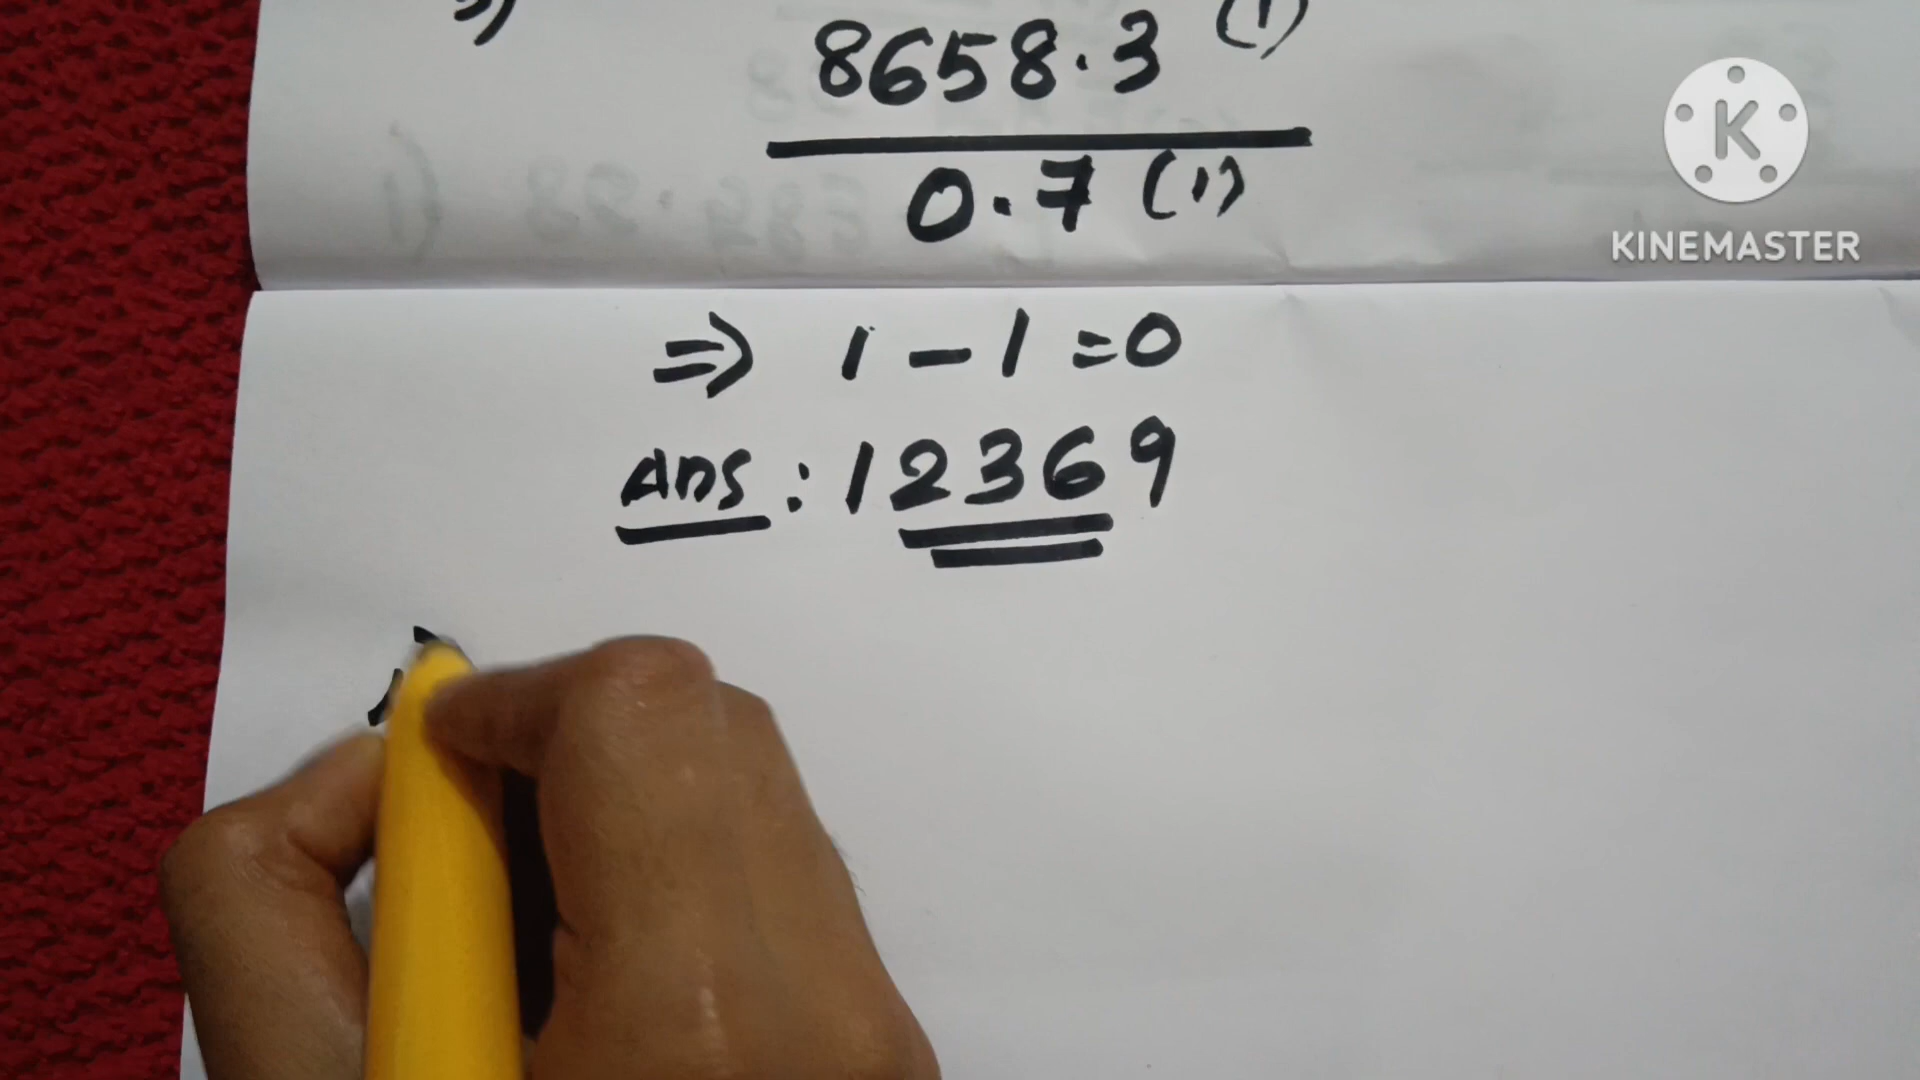 8658.3 (1)
0.7 (1)
⇒ 1 - 1 = 0
Ans : 12369
K
KINEMASTER